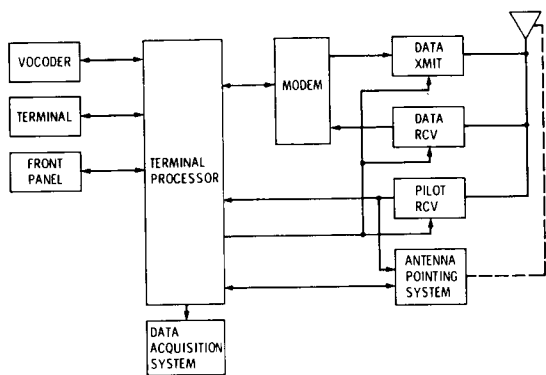 VOCODER
TERMINAL
FRONT
PANEL
TERMINAL
PROCESSOR
MODEM
DATA
XMIT
DATA
RCV
PILOT
RCV
ANTENNA
POINTING
SYSTEM
DATA
ACQUISITION
SYSTEM